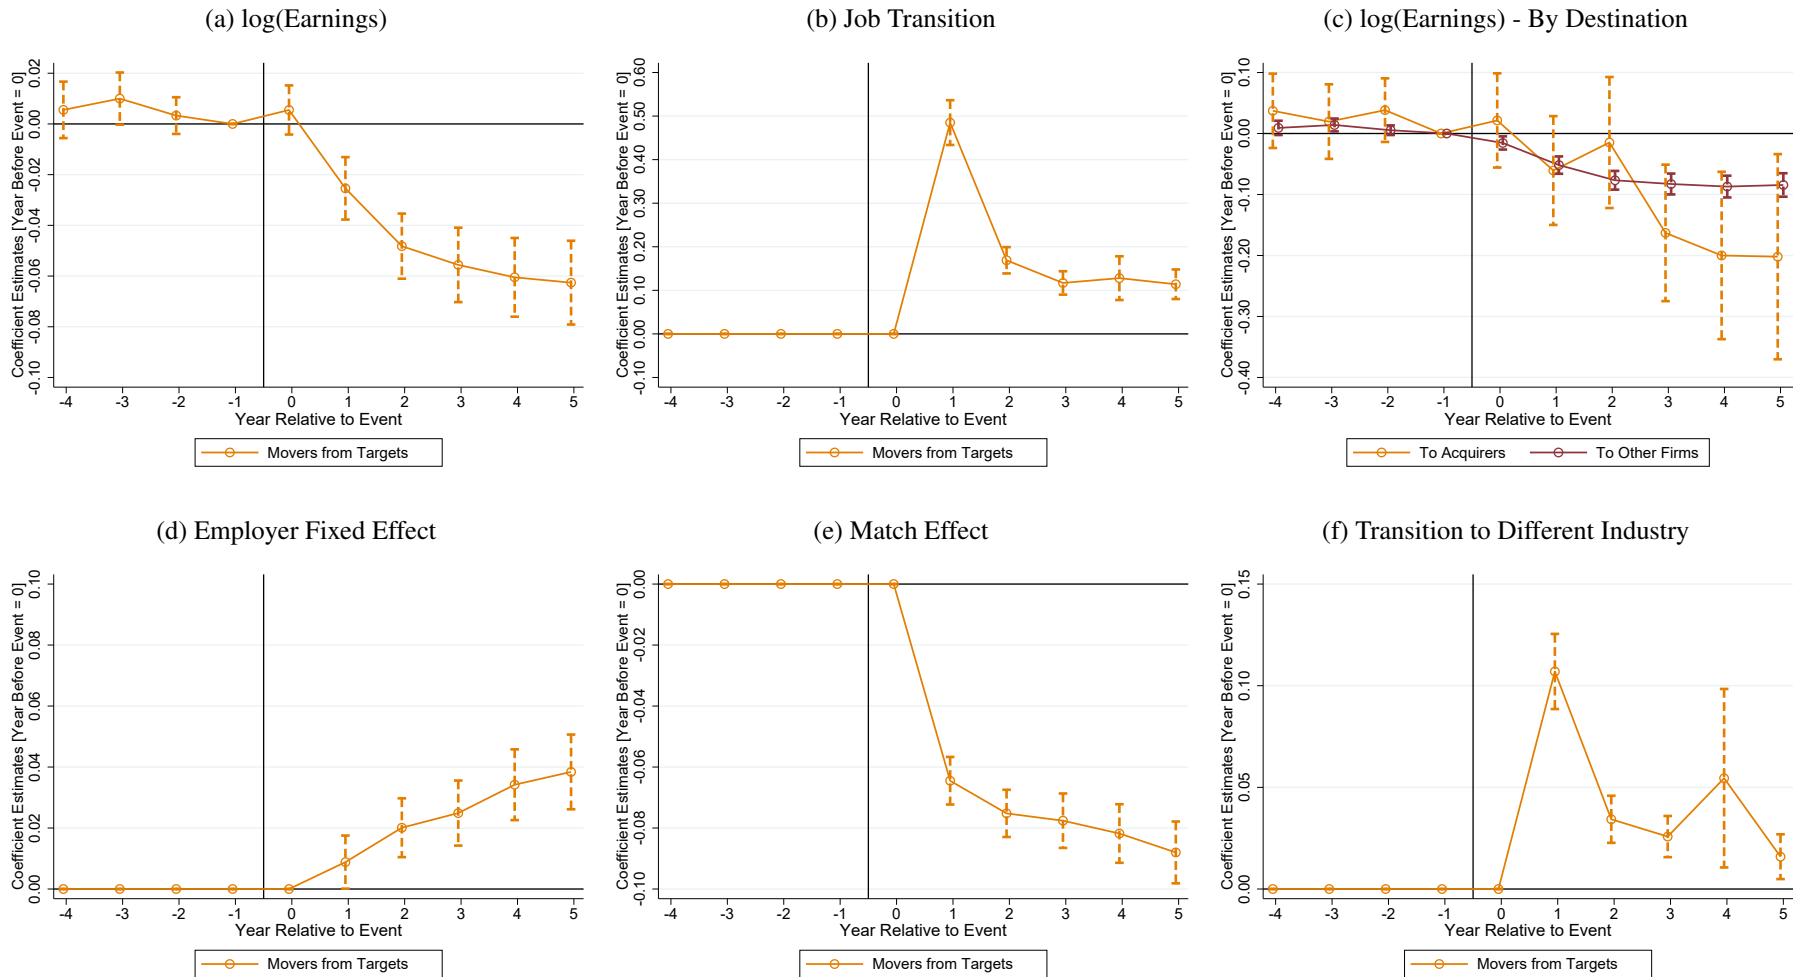 (a) log(Earnings)
Coefficient Estimates [Year Before Event = 0]
0.02
0.00
-0.02
-0.04
-0.06
-0.08
-0.10
-4 -3 -2 -1 0 1 2 3 4 5
Year Relative to Event
Movers from Targets
(b) Job Transition
Coefficient Estimates [Year Before Event = 0]
0.60
0.50
0.40
0.30
0.20
0.10
0.00
-0.10
-4 -3 -2 -1 0 1 2 3 4 5
Year Relative to Event
Movers from Targets
(c) log(Earnings) - By Destination
Coefficient Estimates [Year Before Event = 0]
0.10
0.00
-0.10
-0.20
-0.30
-0.40
-4 -3 -2 -1 0 1 2 3 4 5
Year Relative to Event
To Acquirers To Other Firms
(d) Employer Fixed Effect
Coefficient Estimates [Year Before Event = 0]
0.10
0.08
0.06
0.04
0.02
0.00
-4 -3 -2 -1 0 1 2 3 4 5
Year Relative to Event
Movers from Targets
(e) Match Effect
Coefficient Estimates [Year Before Event = 0]
0.00
-0.02
-0.04
-0.06
-0.08
-0.10
-4 -3 -2 -1 0 1 2 3 4 5
Year Relative to Event
Movers from Targets
(f) Transition to Different Industry
Coefficient Estimates [Year Before Event = 0]
0.15
0.10
0.05
0.00
-4 -3 -2 -1 0 1 2 3 4 5
Year Relative to Event
Movers from Targets